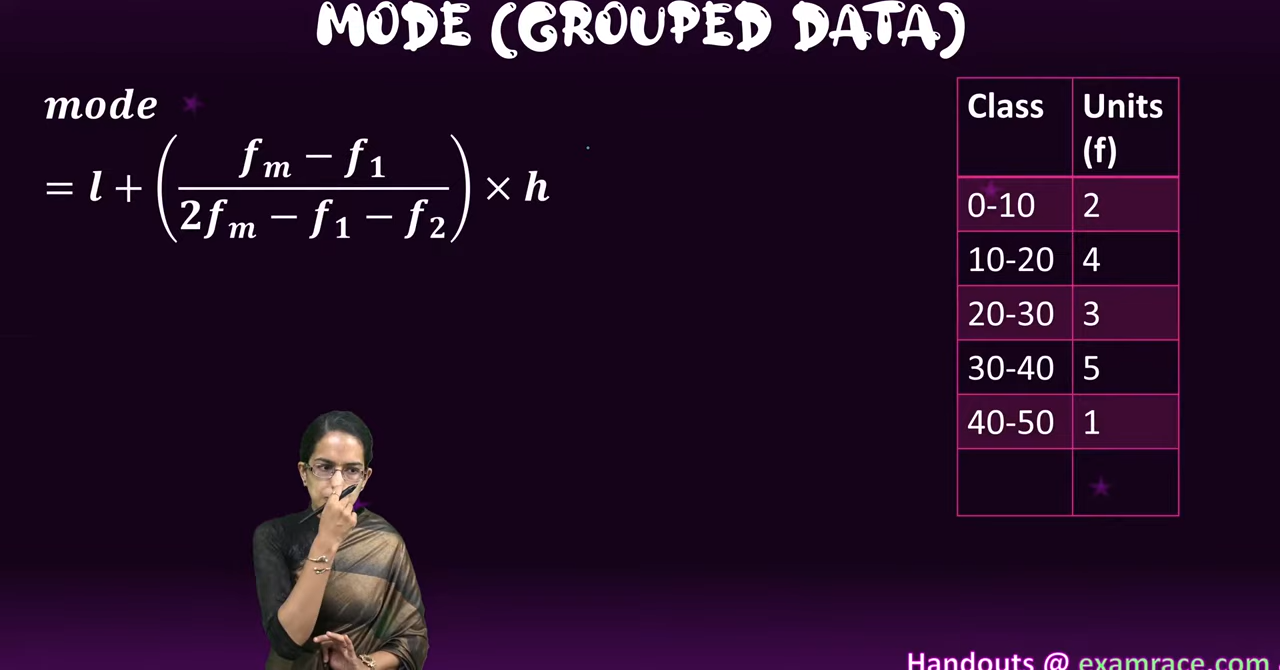 MODE (GROUPED DATA)
mode
= l + ( (f_m − f_1) / (2f_m − f_1 − f_2) ) × h
Class Units (f)
0-10 2
10-20 4
20-30 3
30-40 5
40-50 1
Handouts @ examrace.com